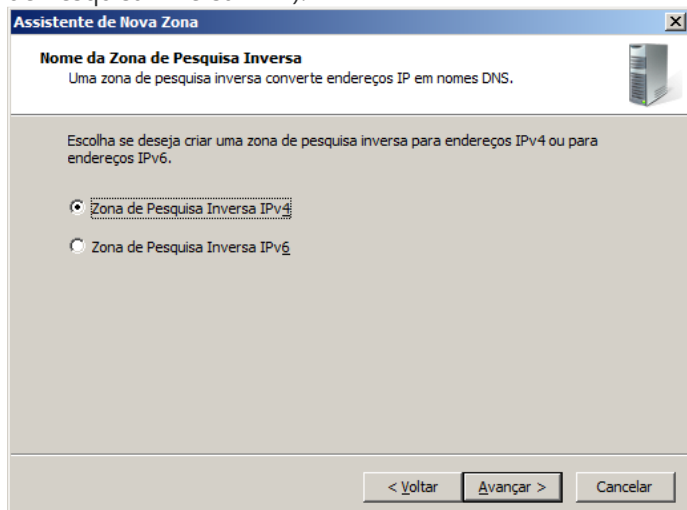 Assistente de Nova Zona
Nome da Zona de Pesquisa Inversa
Uma zona de pesquisa inversa converte endereços IP em nomes DNS.
Escolha se deseja criar uma zona de pesquisa inversa para endereços IPv4 ou para
endereços IPv6.
Zona de Pesquisa Inversa IPv4
Zona de Pesquisa Inversa IPv6
< Voltar
Avançar >
Cancelar